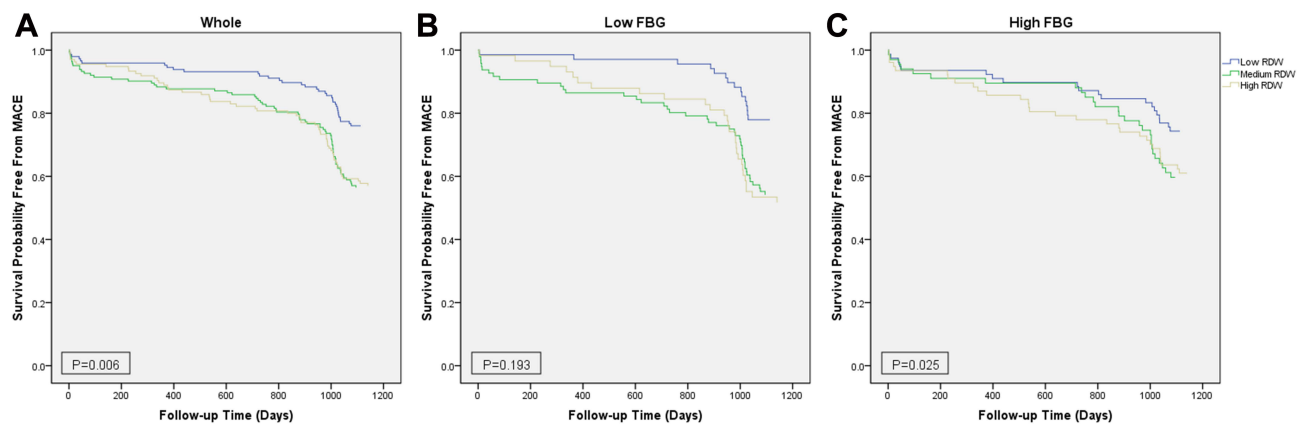 A
Whole
Survival Probability Free From MACE
1.0
0.8
0.6
0.4
0.2
0.0
P=0.006
0 200 400 600 800 1000 1200
Follow-up Time (Days)
B
Low FBG
Survival Probability Free From MACE
1.0
0.8
0.6
0.4
0.2
0.0
P=0.193
0 200 400 600 800 1000 1200
Follow-up Time (Days)
C
High FBG
Survival Probability Free From MACE
1.0
0.8
0.6
0.4
0.2
0.0
P=0.025
0 200 400 600 800 1000 1200
Follow-up Time (Days)
Low RDW
Medium RDW
High RDW